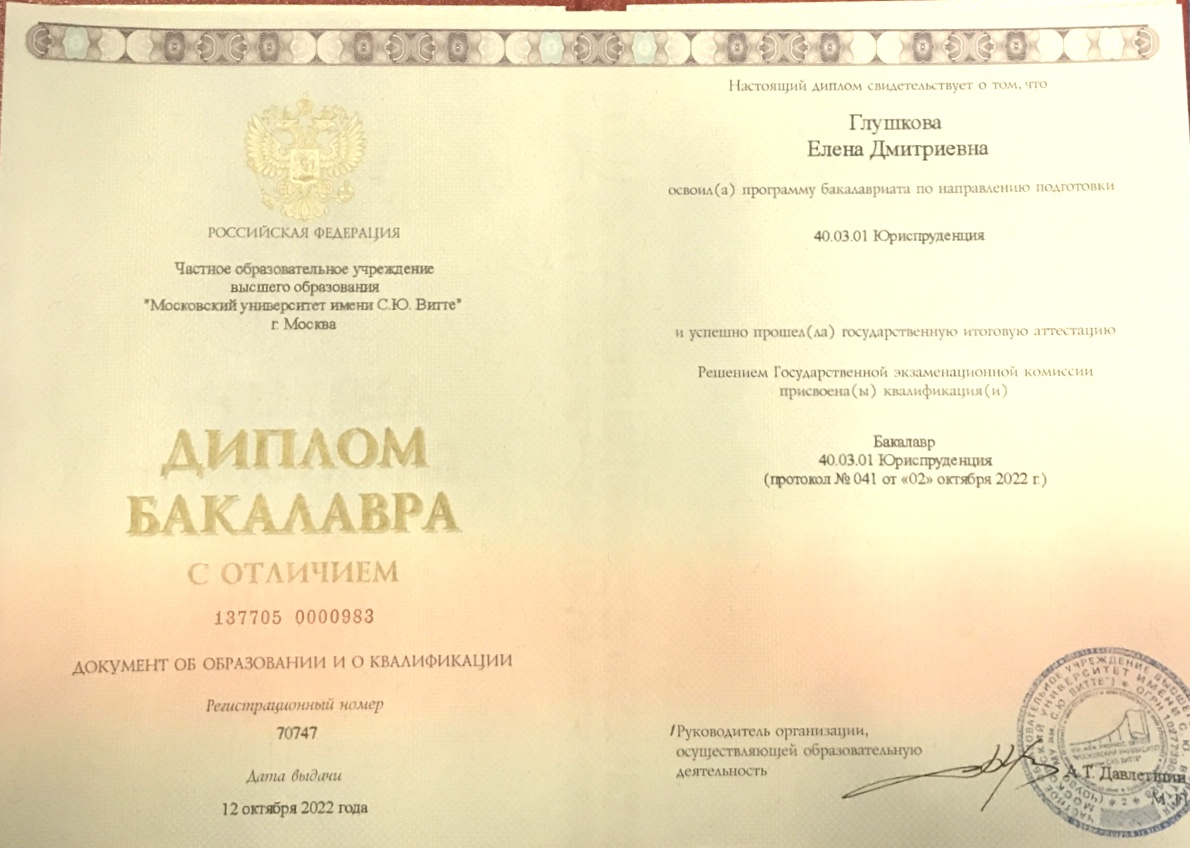 РОССИЙСКАЯ ФЕДЕРАЦИЯ
Частное образовательное учреждение
высшего образования
"Московский университет имени С.Ю. Витте"
г. Москва
ДИПЛОМ
БАКАЛАВРА
С ОТЛИЧИЕМ
137705 0000983
ДОКУМЕНТ ОБ ОБРАЗОВАНИИ И О КВАЛИФИКАЦИИ
Регистрационный номер
70747
Дата выдачи
12 октября 2022 года
Настоящий диплом свидетельствует о том, что
Глушкова
Елена Дмитриевна
освоил(а) программу бакалавриата по направлению подготовки
40.03.01 Юриспруденция
и успешно прошел(ла) государственную итоговую аттестацию
Решением Государственной экзаменационной комиссии
присвоена(ы) квалификация(и)
Бакалавр
40.03.01 Юриспруденция
(протокол № 041 от «02» октября 2022 г.)
Руководитель организации,
осуществляющей образовательную
деятельность
А.Т. Давлетшин